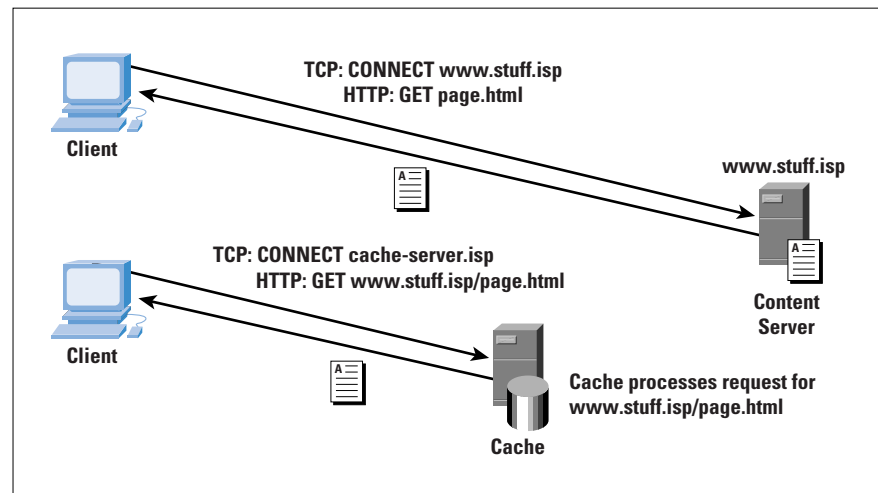 TCP: CONNECT www.stuff.isp
HTTP: GET page.html
Client
www.stuff.isp
A
A
Content
Server
TCP: CONNECT cache-server.isp
HTTP: GET www.stuff.isp/page.html
Client
A
Cache processes request for
www.stuff.isp/page.html
Cache